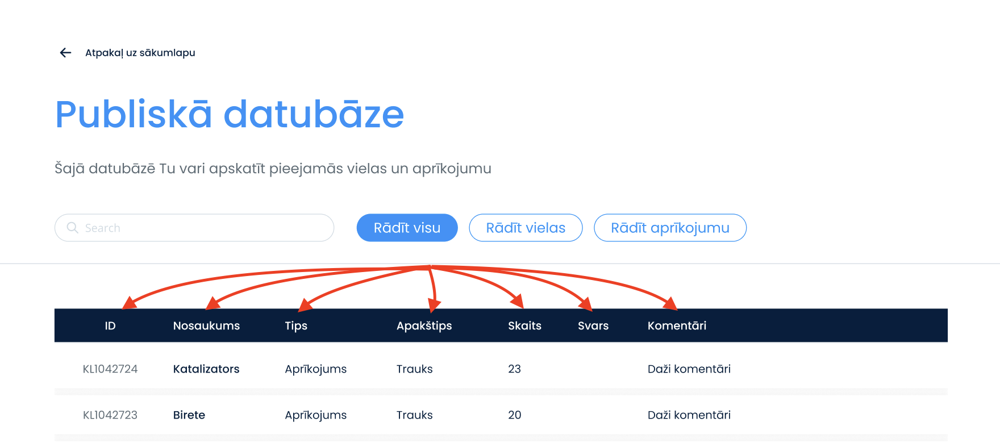 Atpakaļ uz sākumlapu
Publiskā datubāze
Šajā datubāzē Tu vari apskatīt pieejamās vielas un aprīkojumu
Search Rādīt visu Rādīt vielas Rādīt aprīkojumu
ID Nosaukums Tips Apakštips Skaits Svars Komentāri
KL1042724 Katalizators Aprīkojums Trauks 23 Daži komentāri
KL1042723 Birete Aprīkojums Trauks 20 Daži komentāri